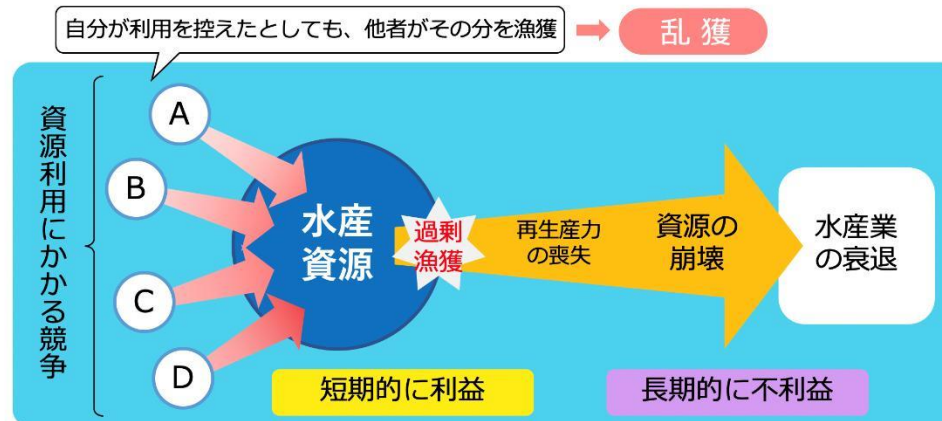 自分が利用を控えたとしても、他者がその分を漁獲
乱獲
資源利用にかかる競争
A
B
C
D
水産
資源
過剰
漁獲
再生産力
の喪失
資源の
崩壊
水産業
の衰退
短期的に利益
長期的に不利益